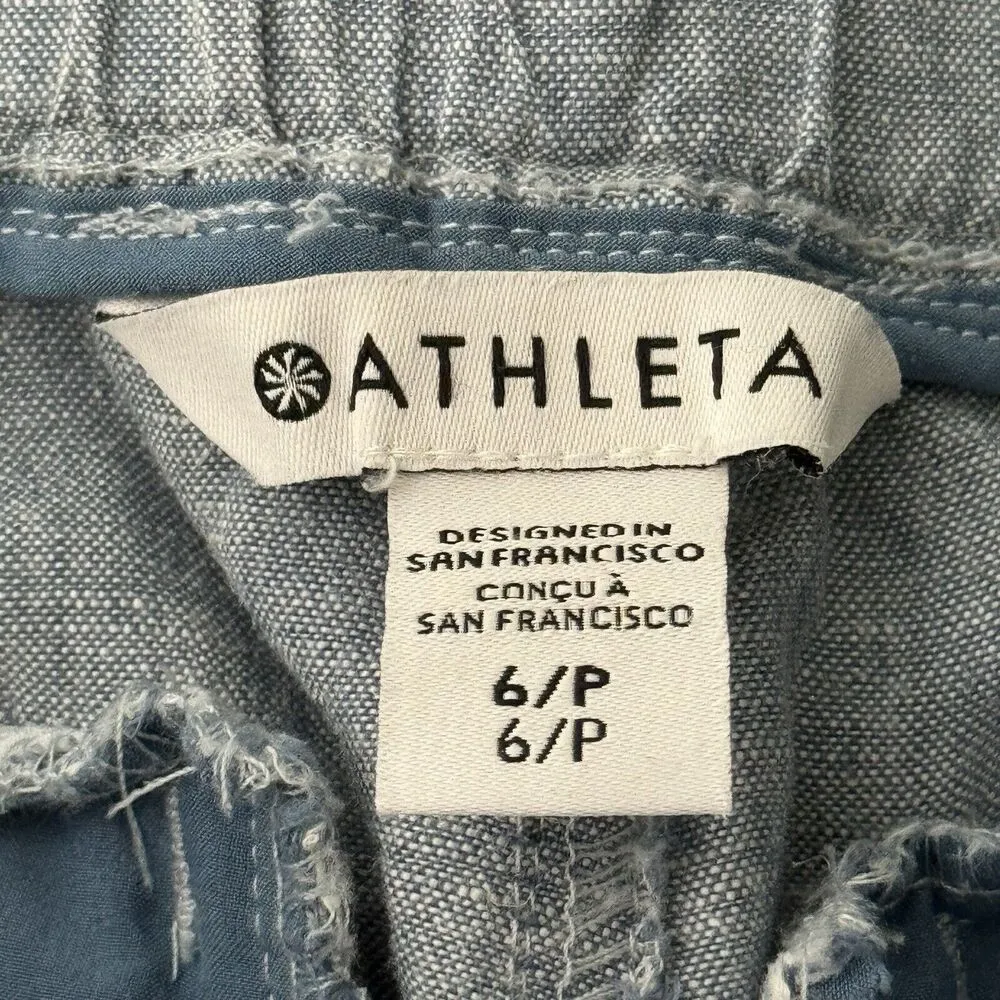 ATHLETA
DESIGNED IN
SAN FRANCISCO
CONÇU À
SAN FRANCISCO
6/P
6/P